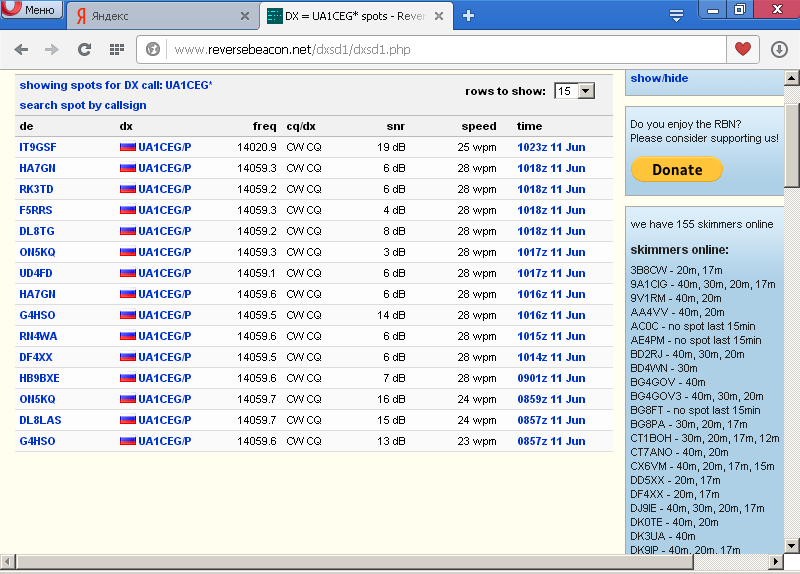 Меню
Яндекс
DX = UA1CEG* spots - Rever
www.reversebeacon.net/dxsd1/dxsd1.php
showing spots for DX call: UA1CEG*
search spot by callsign
rows to show: 15
de dx freq cq/dx snr speed time
IT9GSF UA1CEG/P 14020.9 CW CQ 19 dB 25 wpm 1023z 11 Jun
HA7GN UA1CEG/P 14059.3 CW CQ 6 dB 28 wpm 1018z 11 Jun
RK3TD UA1CEG/P 14059.2 CW CQ 6 dB 28 wpm 1018z 11 Jun
F5RRS UA1CEG/P 14059.3 CW CQ 4 dB 28 wpm 1018z 11 Jun
DL8TG UA1CEG/P 14059.2 CW CQ 8 dB 28 wpm 1018z 11 Jun
ON5KQ UA1CEG/P 14059.3 CW CQ 3 dB 28 wpm 1017z 11 Jun
UD4FD UA1CEG/P 14059.1 CW CQ 6 dB 28 wpm 1017z 11 Jun
HA7GN UA1CEG/P 14059.6 CW CQ 6 dB 28 wpm 1016z 11 Jun
G4HSO UA1CEG/P 14059.5 CW CQ 14 dB 28 wpm 1016z 11 Jun
RN4WA UA1CEG/P 14059.6 CW CQ 6 dB 28 wpm 1015z 11 Jun
DF4XX UA1CEG/P 14059.5 CW CQ 6 dB 28 wpm 1014z 11 Jun
HB9BXE UA1CEG/P 14059.6 CW CQ 7 dB 28 wpm 0901z 11 Jun
ON5KQ UA1CEG/P 14059.7 CW CQ 16 dB 24 wpm 0859z 11 Jun
DL8LAS UA1CEG/P 14059.7 CW CQ 15 dB 24 wpm 0857z 11 Jun
G4HSO UA1CEG/P 14059.6 CW CQ 13 dB 23 wpm 0857z 11 Jun
show/hide
Do you enjoy the RBN?
Please consider supporting us!
Donate
we have 155 skimmers online
skimmers online:
3B8CW - 20m, 17m
9A1CIG - 40m, 30m, 20m, 17m
9V1RM - 40m, 20m
AA4VV - 40m, 20m
AC0C - no spot last 15min
AE4PM - no spot last 15min
BD2RJ - 40m, 30m, 20m
BD4WN - 30m
BG4GOV - 40m
BG4GOV3 - 40m, 30m, 20m
BG8FT - no spot last 15min
BG8PA - 30m, 20m, 17m
CT1BOH - 30m, 20m, 17m, 12m
CT7ANO - 40m, 20m
CX6VM - 40m, 20m, 17m, 15m
DD5XX - 20m, 17m
DF4XX - 20m, 17m
DJ9IE - 40m, 30m, 20m, 17m
DK0TE - 40m, 20m
DK3UA - 40m
DK9IP - 40m, 20m, 17m